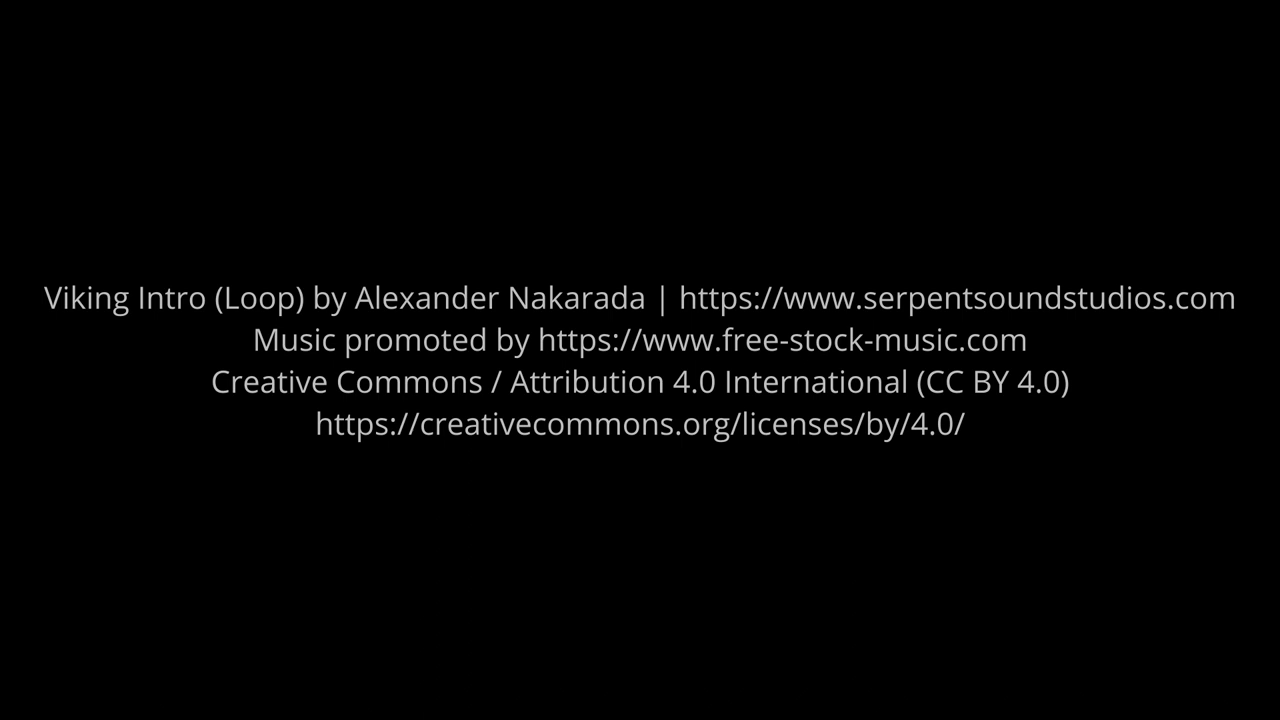 Viking Intro (Loop) by Alexander Nakarada | https://www.serpentsoundstudios.com
Music promoted by https://www.free-stock-music.com
Creative Commons / Attribution 4.0 International (CC BY 4.0)
https://creativecommons.org/licenses/by/4.0/